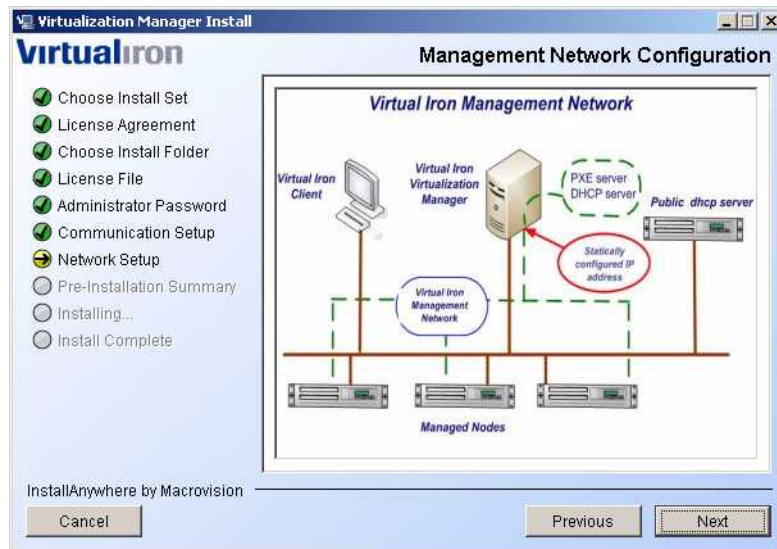 Virtualization Manager Install
Virtualiron
Management Network Configuration
Choose Install Set
License Agreement
Choose Install Folder
License File
Administrator Password
Communication Setup
Network Setup
Pre-Installation Summary
Installing...
Install Complete
Virtual Iron Management Network
Virtual Iron
Client
Virtual Iron
Virtualization
Manager
PXE server
DHCP server
Public dhcp server
Statically
configured IP
address
Virtual Iron
Management
Network
Managed Nodes
InstallAnywhere by Macrovision
Cancel
Previous
Next